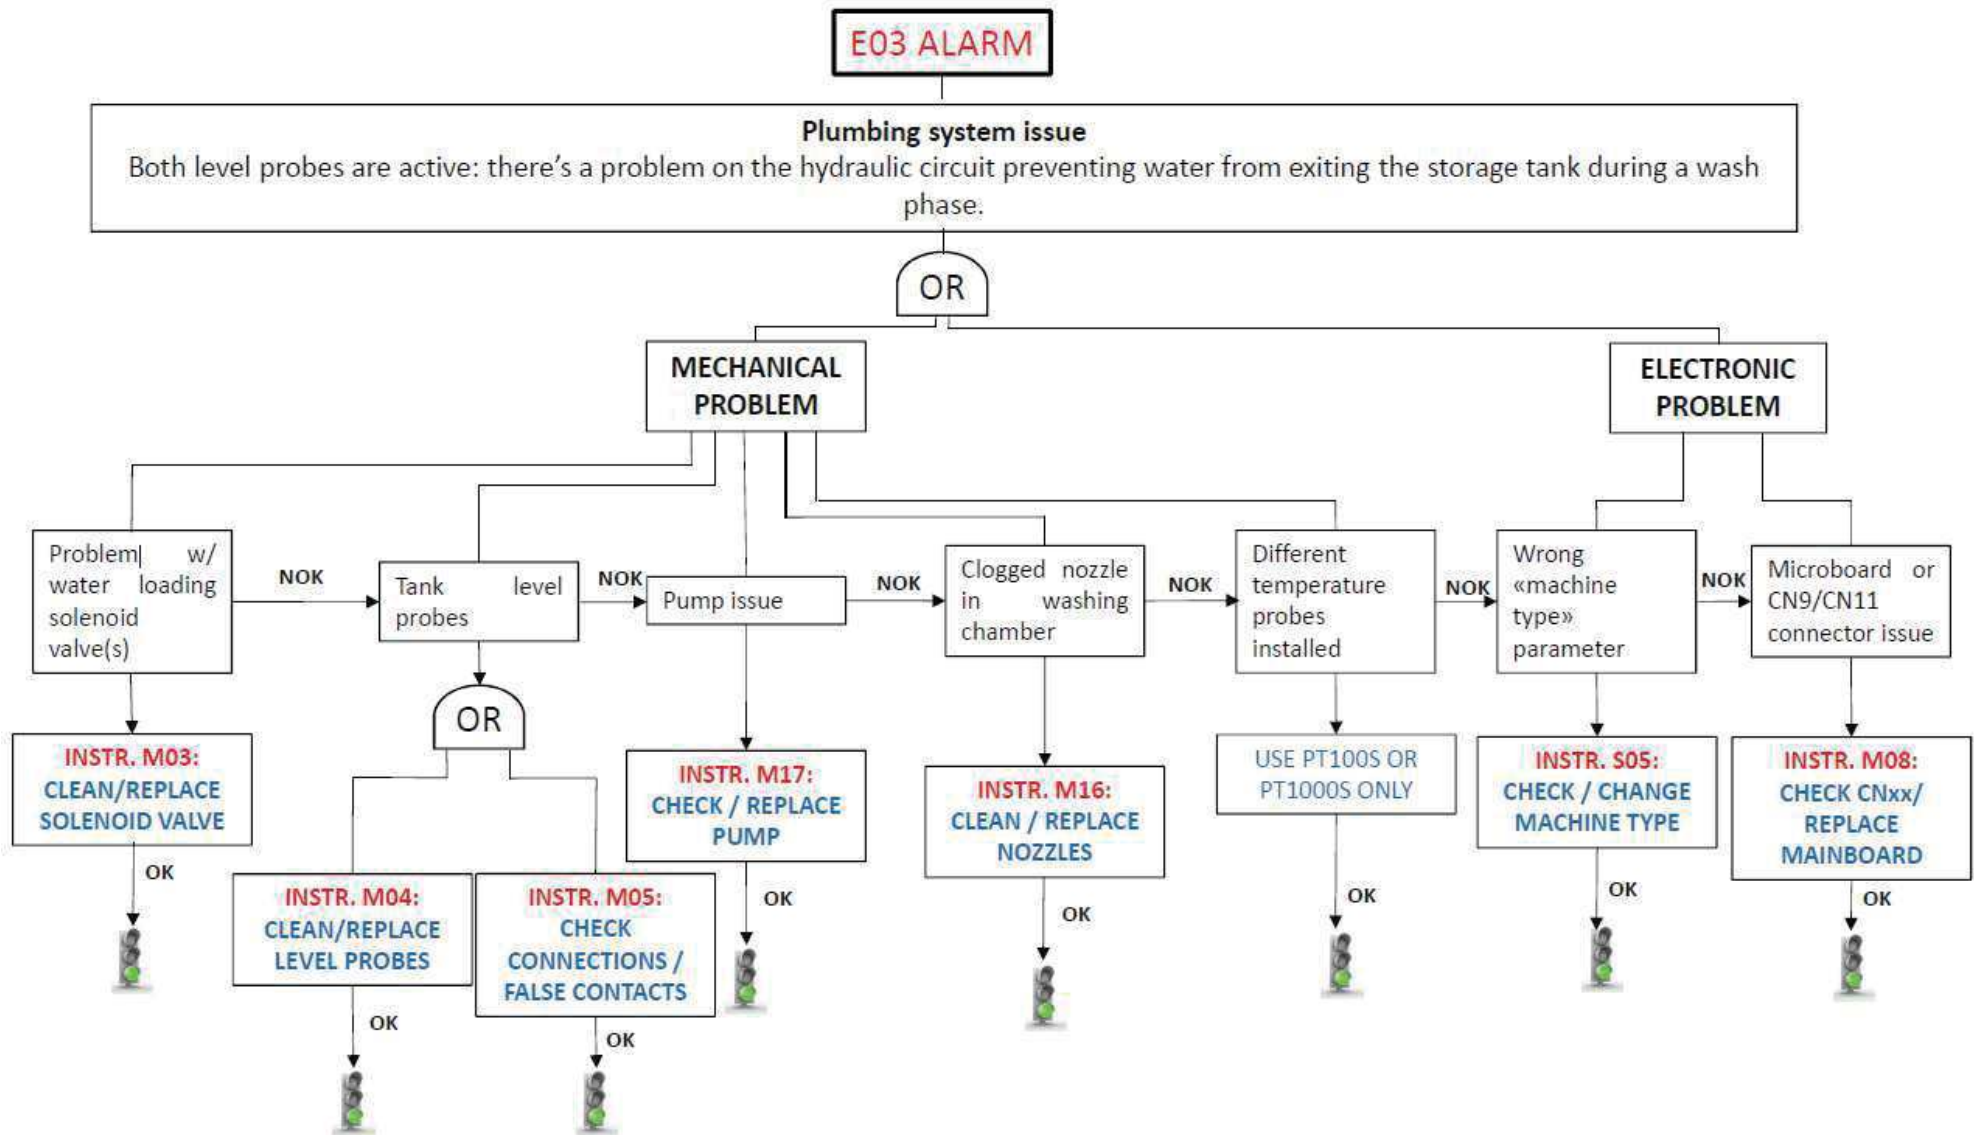 E03 ALARM
Plumbing system issue
Both level probes are active: there's a problem on the hydraulic circuit preventing water from exiting the storage tank during a wash
phase.
OR
MECHANICAL
PROBLEM
ELECTRONIC
PROBLEM
Problem w/
water loading
solenoid
valve(s)
NOK
Tank level
probes
NOK
Pump issue
NOK
Clogged nozzle
in washing
chamber
NOK
Different
temperature
probes
installed
NOK
Wrong
«machine
type»
parameter
NOK
Microboard or
CN9/CN11
connector issue
OR
INSTR. M03:
CLEAN/REPLACE
SOLENOID VALVE
OK
INSTR. M04:
CLEAN/REPLACE
LEVEL PROBES
OK
INSTR. M05:
CHECK
CONNECTIONS /
FALSE CONTACTS
OK
INSTR. M17:
CHECK / REPLACE
PUMP
OK
INSTR. M16:
CLEAN / REPLACE
NOZZLES
OK
USE PT100S OR
PT1000S ONLY
OK
INSTR. S05:
CHECK / CHANGE
MACHINE TYPE
OK
INSTR. M08:
CHECK CNxx/
REPLACE
MAINBOARD
OK